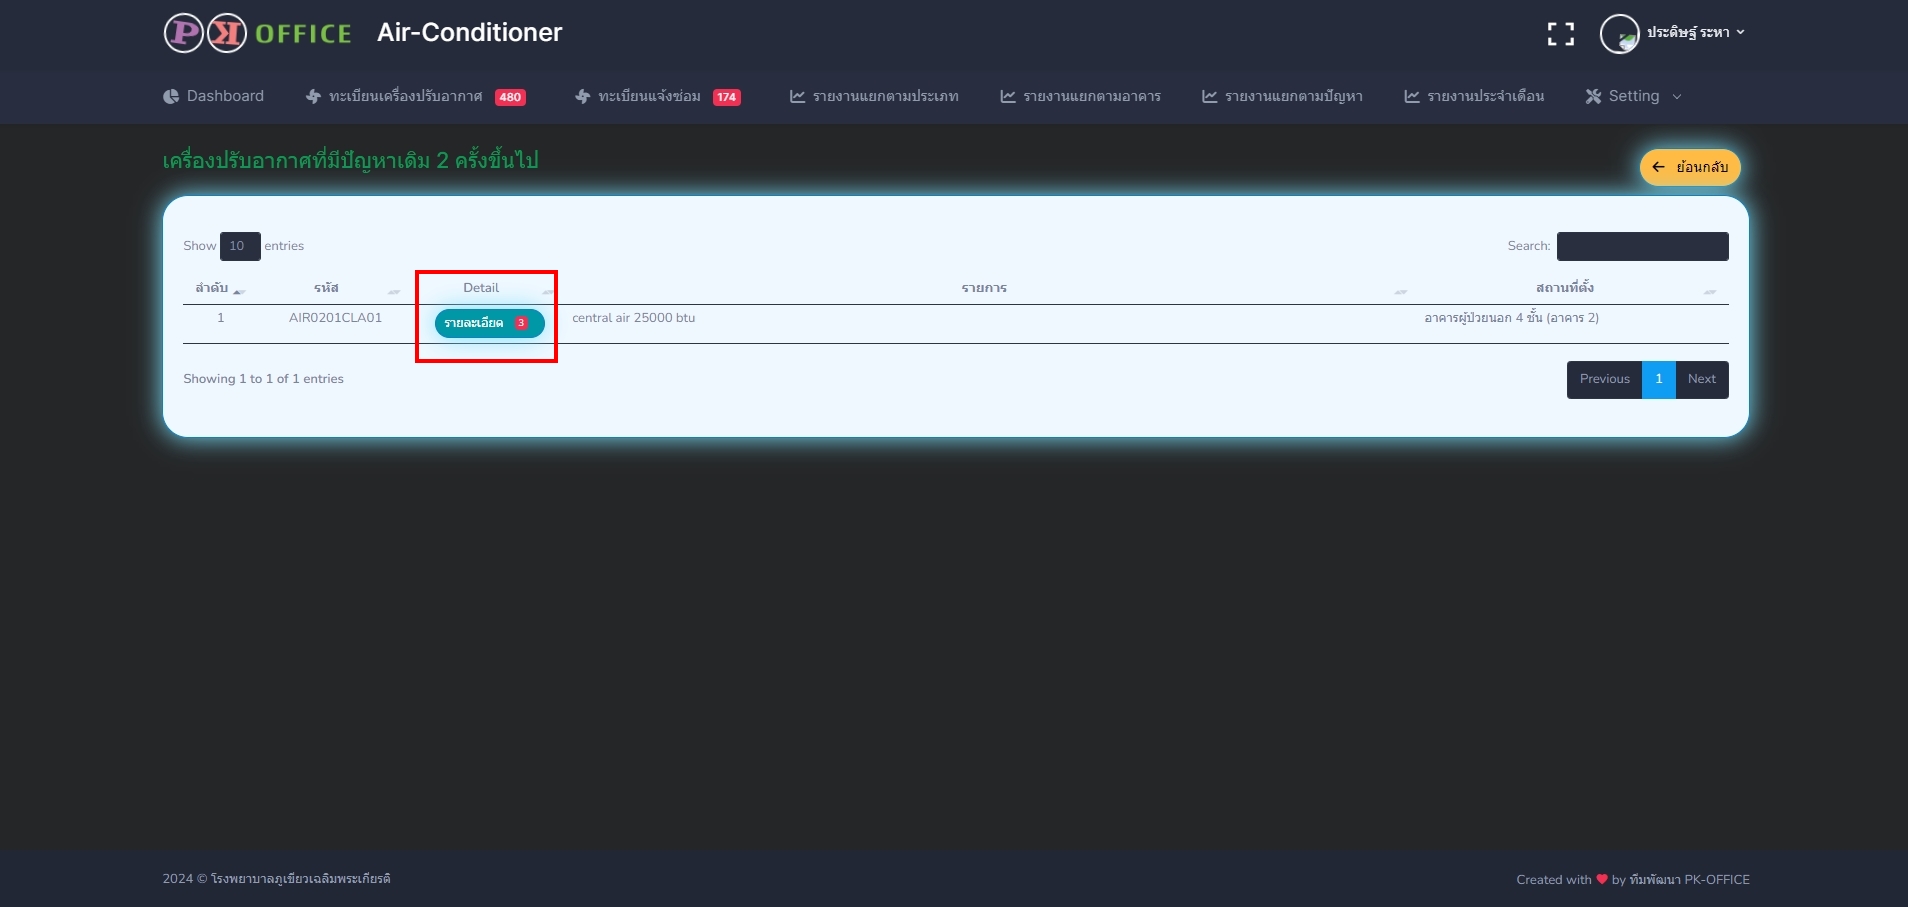 PK OFFICE Air-Conditioner ประดิษฐ์ ระหา
Dashboard ทะเบียนเครื่องปรับอากาศ 480 ทะเบียนแจ้งซ่อม 174 รายงานแยกตามประเภท รายงานแยกตามอาคาร รายงานแยกตามปัญหา รายงานประจำเดือน Setting
เครื่องปรับอากาศที่มีปัญหาเดิม 2 ครั้งขึ้นไป ย้อนกลับ
Show 10 entries Search:
ลำดับ รหัส Detail รายการ สถานที่ตั้ง
1 AIR0201CLA01 รายละเอียด 3 central air 25000 btu อาคารผู้ป่วยนอก 4 ชั้น (อาคาร 2)
Showing 1 to 1 of 1 entries Previous 1 Next
2024 © โรงพยาบาลภูเขียวเฉลิมพระเกียรติ Created with ♥ by ทีมพัฒนา PK-OFFICE